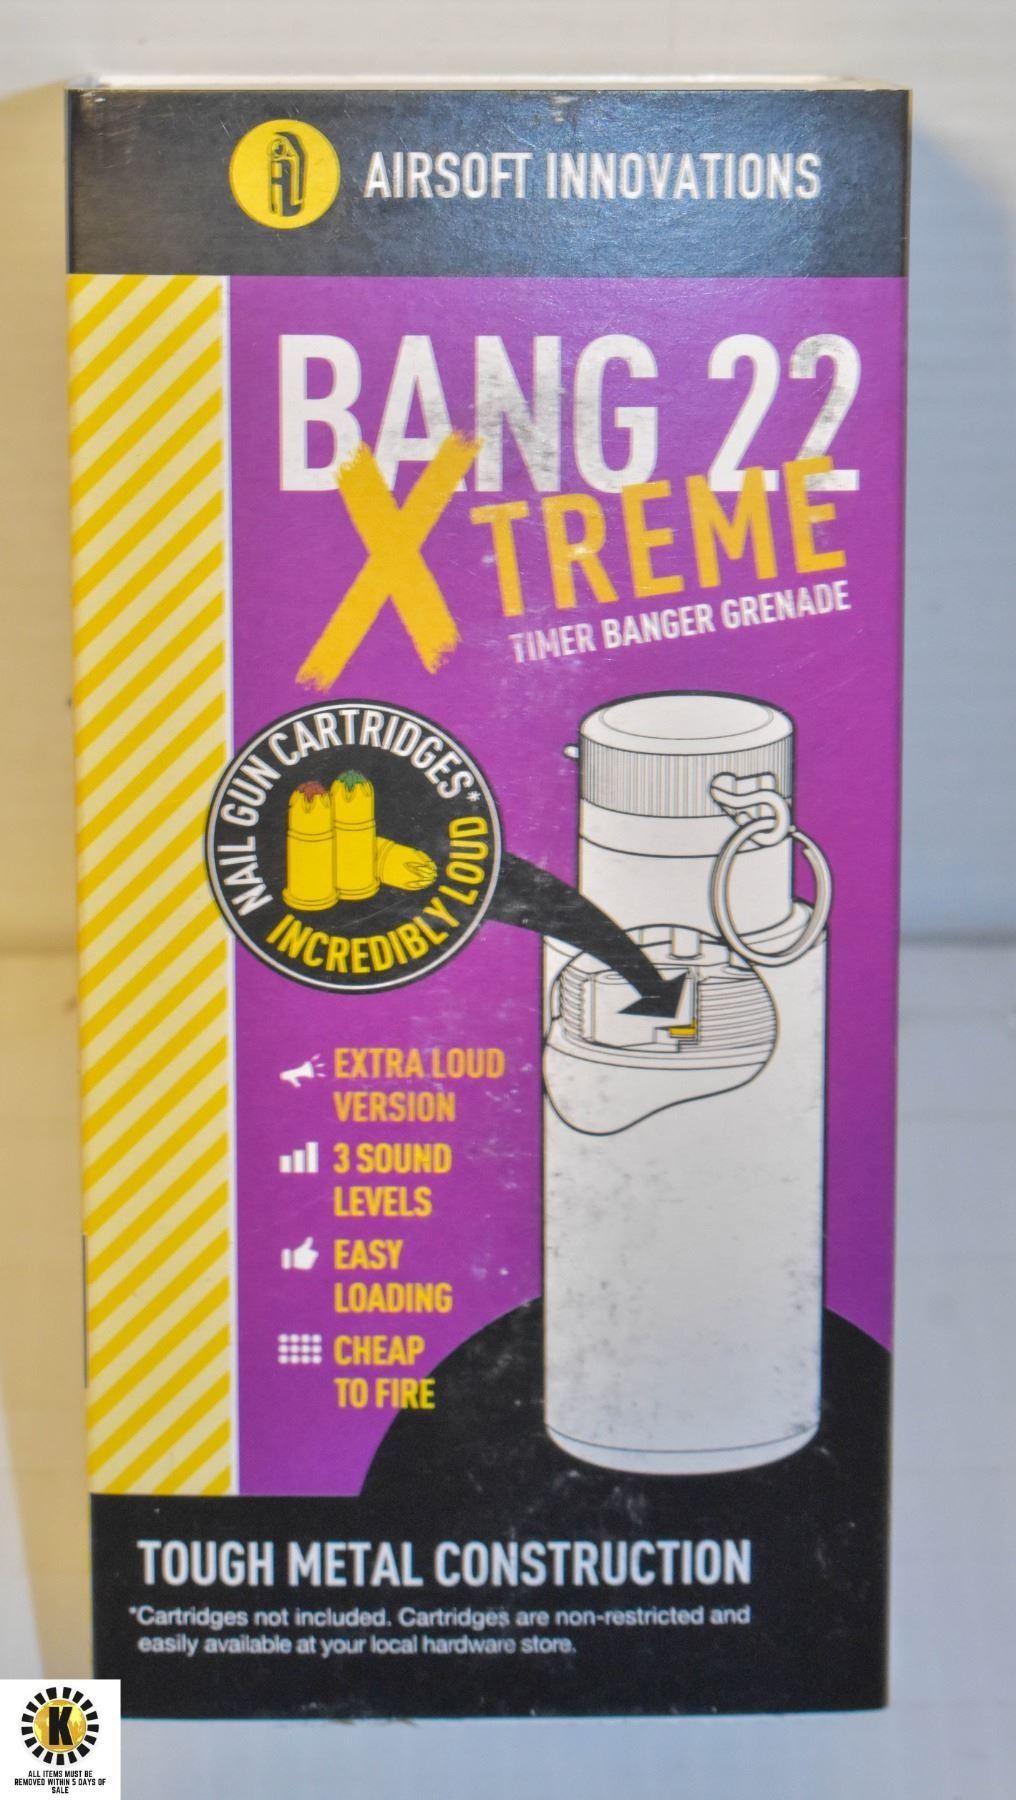 AIRSOFT INNOVATIONS
BANG 22
XTREME
TIMER BANGER GRENADE
NAIL GUN CARTRIDGES*
INCREDIBLY LOUD
EXTRA LOUD
VERSION
3 SOUND
LEVELS
EASY
LOADING
CHEAP
TO FIRE
TOUGH METAL CONSTRUCTION
*Cartridges not included. Cartridges are non-restricted and
easily available at your local hardware store.
K
ALL ITEMS MUST BE
REMOVED WITHIN 5 DAYS OF
SALE